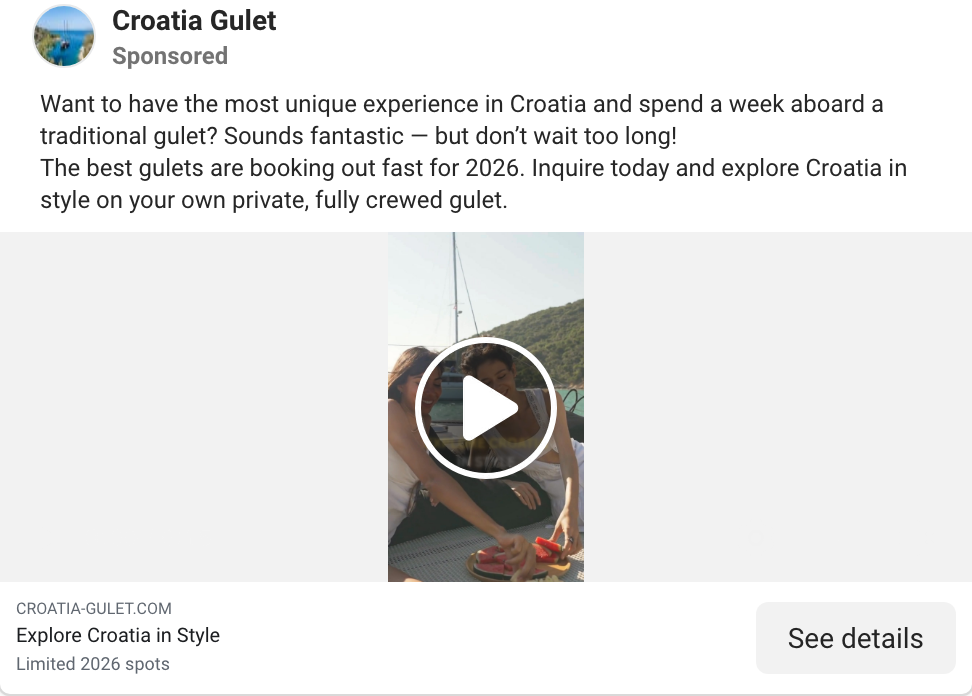 Croatia Gulet
Sponsored
Want to have the most unique experience in Croatia and spend a week aboard a
traditional gulet? Sounds fantastic — but don’t wait too long!
The best gulets are booking out fast for 2026. Inquire today and explore Croatia in
style on your own private, fully crewed gulet.
CROATIA-GULET.COM
Explore Croatia in Style
Limited 2026 spots
See details